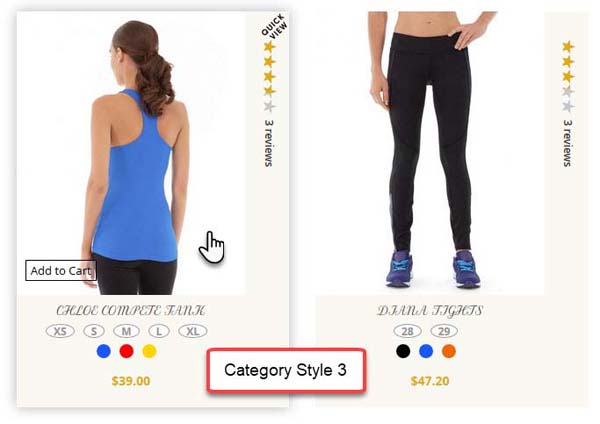 QUICK
VIEW
3 reviews
Add to Cart
CHLOE COMPETE TANK
XS S M L XL
$39.00
3 reviews
DIANA TIGHTS
28 29
$47.20
Category Style 3